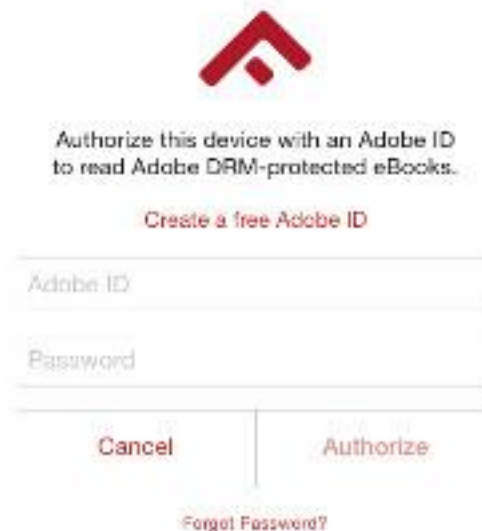 Authorize this device with an Adobe ID
to read Adobe DRM-protected eBooks.
Create a free Adobe ID
Adobe ID
Password
Cancel
Authorize
Forgot Password?